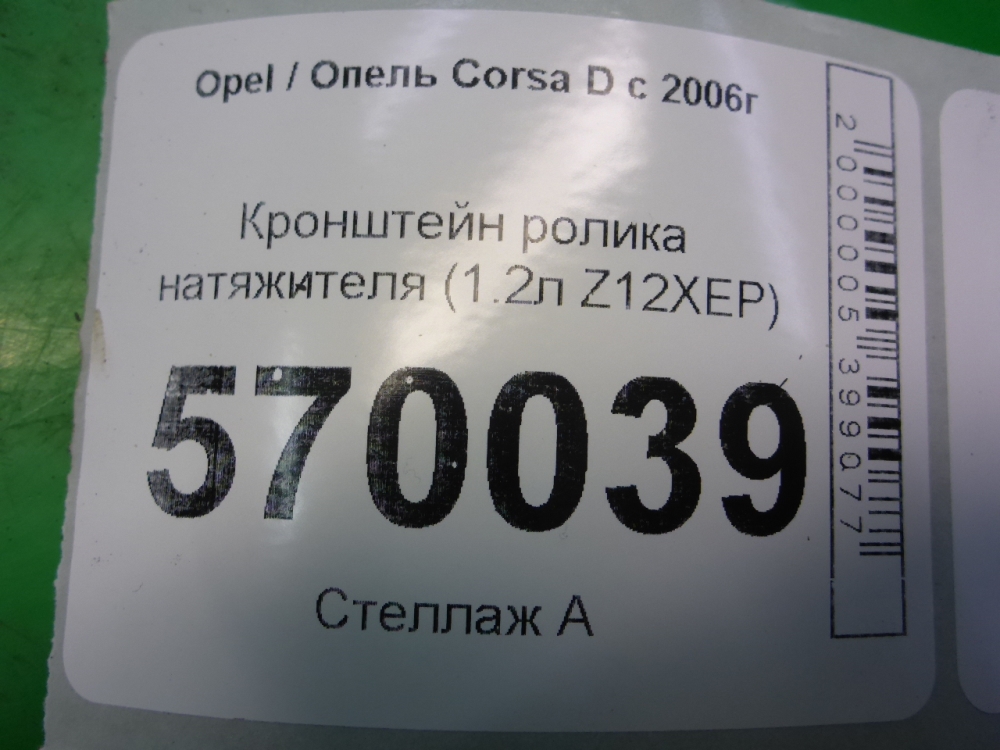 Opel / Опель Corsa D с 2006г
Кронштейн ролика
натяжителя (1.2л Z12XEP)
570039
Стеллаж А
2000005399077